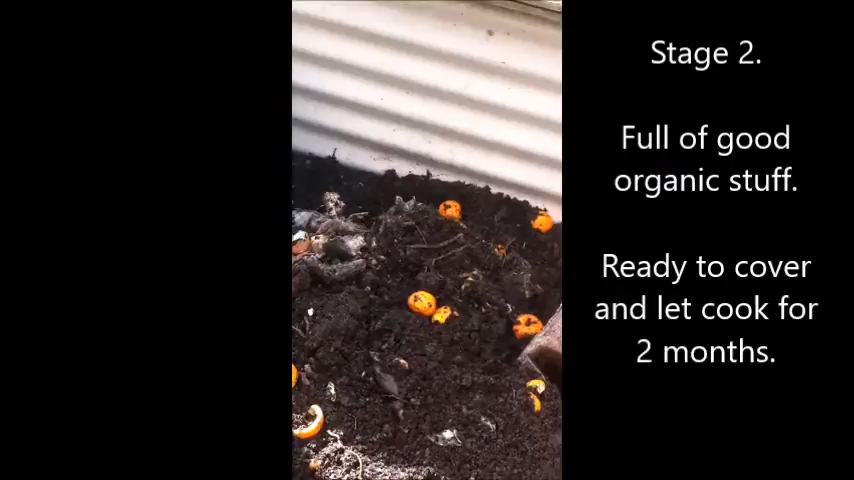 Stage 2.
Full of good
organic stuff.
Ready to cover
and let cook for
2 months.